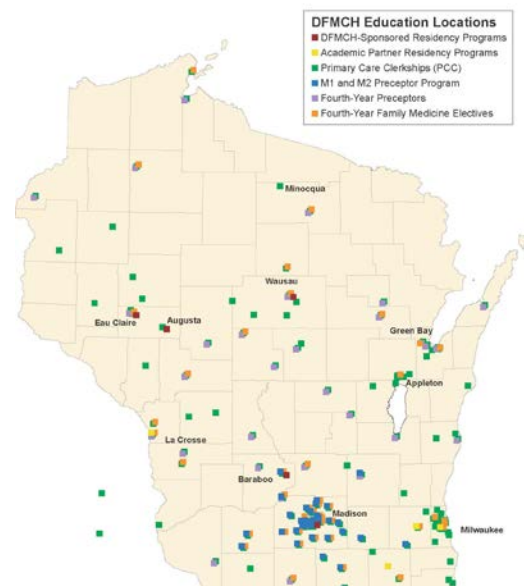 DFMCH Education Locations
DFMCH-Sponsored Residency Programs
Academic Partner Residency Programs
Primary Care Clerkships (PCC)
M1 and M2 Preceptor Program
Fourth-Year Preceptors
Fourth-Year Family Medicine Electives
Minocqua
Wausau
Eau Claire
Augusta
Green Bay
Appleton
La Crosse
Baraboo
Madison
Milwaukee